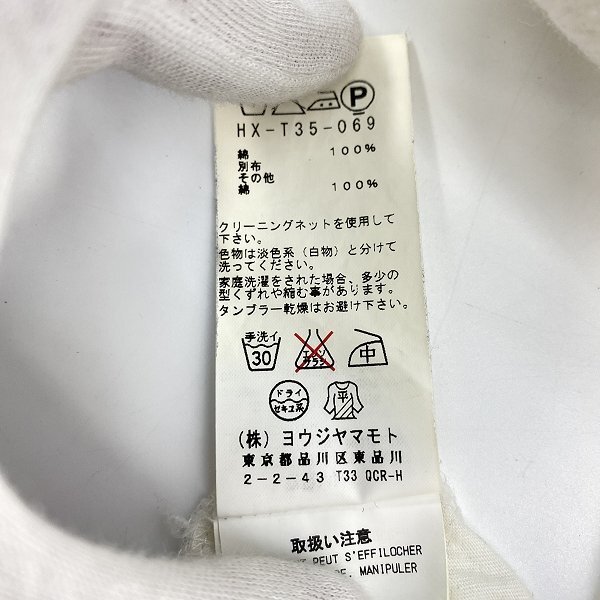 P
HX-T35-069
綿 100%
別布
その他
綿 100%
クリーニングネットを使用して
下さい。
色物は淡色系(白物)と分けて
洗ってください。
家庭洗濯をされた場合、多少の
型くずれや縮む事があります。
タンブラー乾燥はお避け下さい。
手洗イ
30
エンソ
サラシ
中
ドライ
セキユ系
平
(株)ヨウジヤマモト
東京都品川区東品川
2-2-43 T33 QCR-H
取扱い注意
PEUT S'EFFILOCHER
MANIPULER